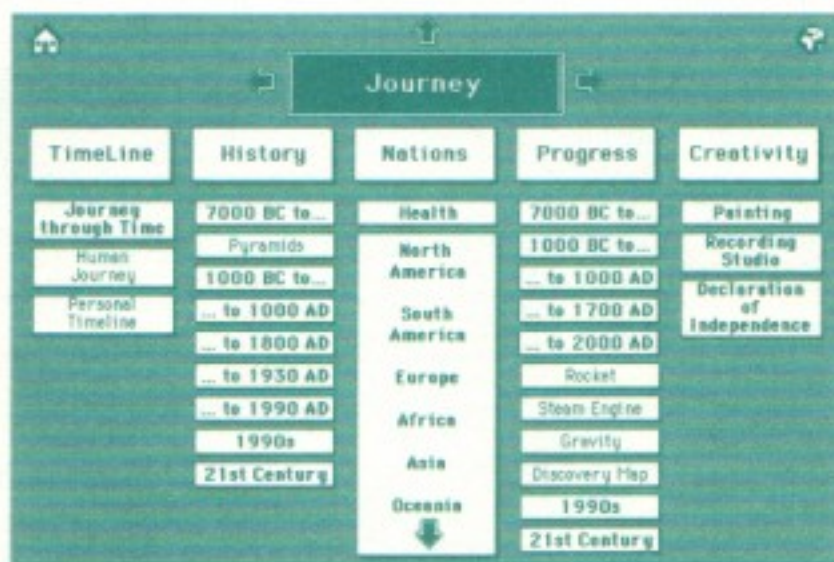 Journey
TimeLine
Journey
through Time
Human
Journey
Personal
Timeline
History
7000 BC to...
Pyramids
1000 BC to...
... to 1000 AD
... to 1800 AD
... to 1930 AD
... to 1990 AD
1990s
21st Century
Nations
Health
North
America
South
America
Europe
Africa
Asia
Oceania
Progress
7000 BC to...
1000 BC to...
... to 1000 AD
... to 1700 AD
... to 2000 AD
Rocket
Steam Engine
Gravity
Discovery Map
1990s
21st Century
Creativity
Painting
Recording
Studio
Declaration
of
Independence